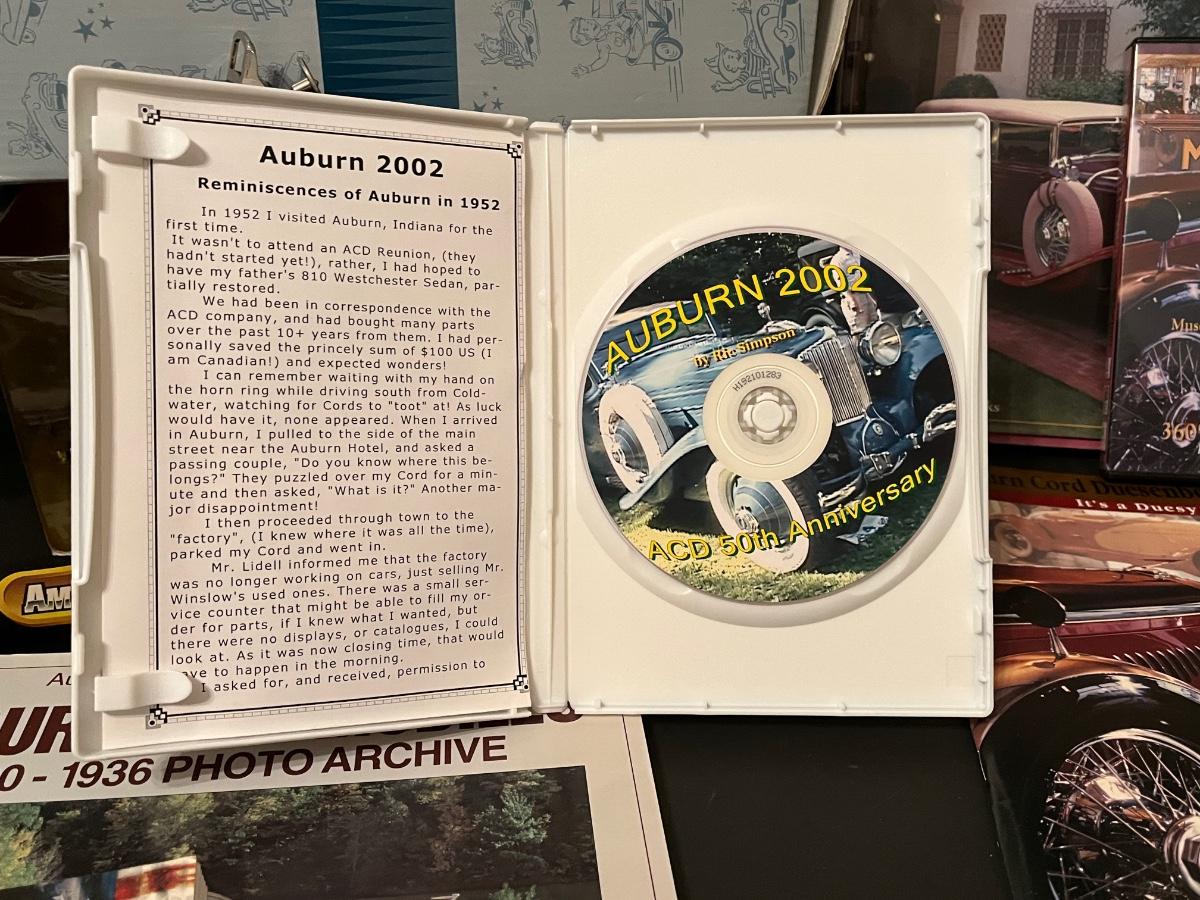 Auburn 2002
Reminiscences of Auburn in 1952
In 1952 I visited Auburn, Indiana for the
first time.
It wasn't to attend an ACD Reunion, (they
hadn't started yet!), rather, I had hoped to
have my father's 810 Westchester Sedan, par-
tially restored.
We had been in correspondence with the
ACD company, and had bought many parts
over the past 10+ years from them. I had per-
sonally saved the princely sum of $100 US (I
am Canadian!) and expected wonders!
I can remember waiting with my hand on
the horn ring while driving south from Cold-
water, watching for Cords to "toot" at! As luck
would have it, none appeared. When I arrived
in Auburn, I pulled to the side of the main
street near the Auburn Hotel, and asked a
passing couple, "Do you know where this be-
longs?" They puzzled over my Cord for a min-
ute and then asked, "What is it?" Another ma-
jor disappointment!
I then proceeded through town to the
"factory", (I knew where it was all the time),
parked my Cord and went in.
Mr. Lidell informed me that the factory
was no longer working on cars, just selling Mr.
Winslow's used ones. There was a small ser-
vice counter that might be able to fill my or-
der for parts, if I knew what I wanted, but
there were no displays, or catalogues, I could
look at. As it was now closing time, that would
ave to happen in the morning.
I asked for, and received, permission to
AUBURN 2002
by Ric Simpson
H192101283
ACD 50th Anniversary
M
Mus
360
rn Cord Duesen
It's a Duesy
AM
AU
UR
0 - 1936 PHOTO ARCHIVE